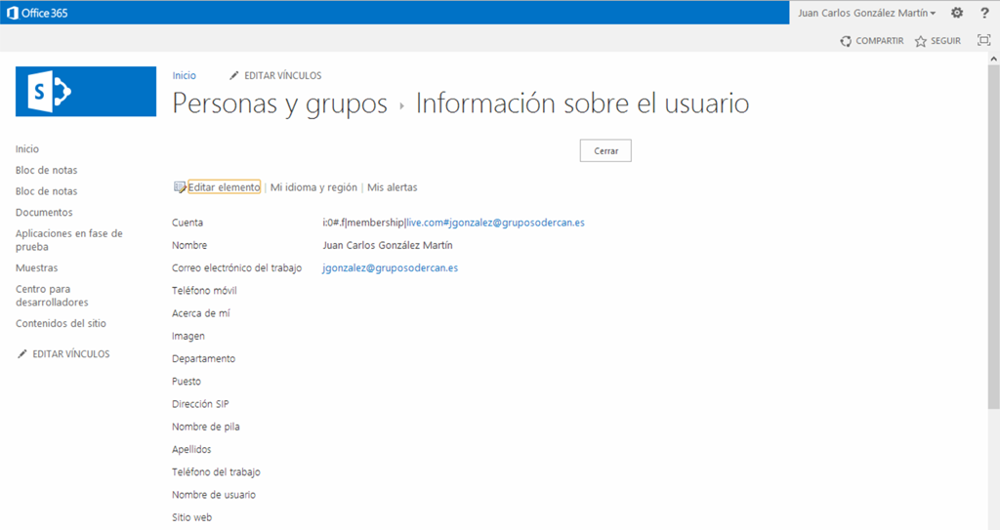 Office 365
Juan Carlos González Martín
?
COMPARTIR
SEGUIR
S
Inicio
EDITAR VÍNCULOS
Personas y grupos
Información sobre el usuario
Cerrar
Inicio
Bloc de notas
Bloc de notas
Documentos
Aplicaciones en fase de
prueba
Muestras
Centro para
desarrolladores
Contenidos del sitio
EDITAR VÍNCULOS
Editar elemento | Mi idioma y región | Mis alertas
Cuenta i:0#.f|membership|live.com#jgonzalez@gruposodercan.es
Nombre Juan Carlos González Martín
Correo electrónico del trabajo jgonzalez@gruposodercan.es
Teléfono móvil
Acerca de mí
Imagen
Departamento
Puesto
Dirección SIP
Nombre de pila
Apellidos
Teléfono del trabajo
Nombre de usuario
Sitio web